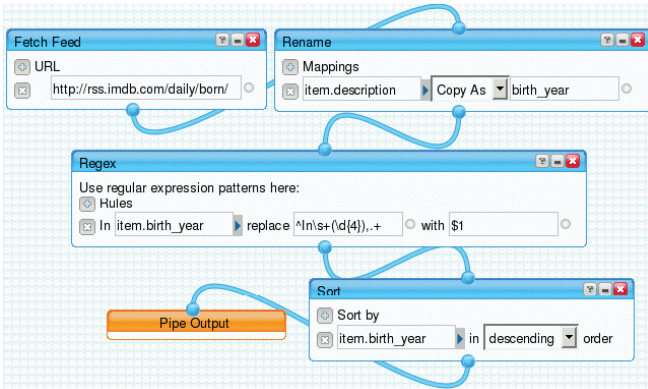 Fetch Feed
URL
http://rss.imdb.com/daily/born/
Rename
Mappings
item.description Copy As birth_year
Regex
Use regular expression patterns here:
Rules
In item.birth_year replace ^In\s+(\d{4}),.+ with $1
Sort
Sort by
item.birth_year in descending order
Pipe Output